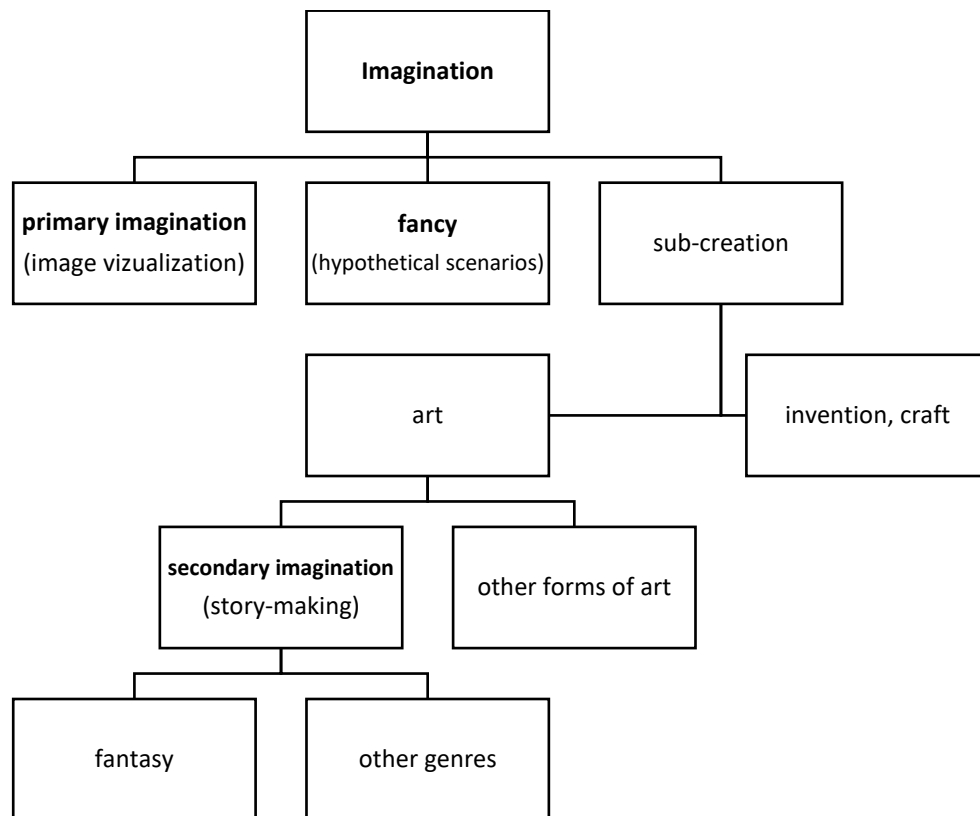 Imagination
primary imagination
(image vizualization)
fancy
(hypothetical scenarios)
sub-creation
art
invention, craft
secondary imagination
(story-making)
other forms of art
fantasy
other genres